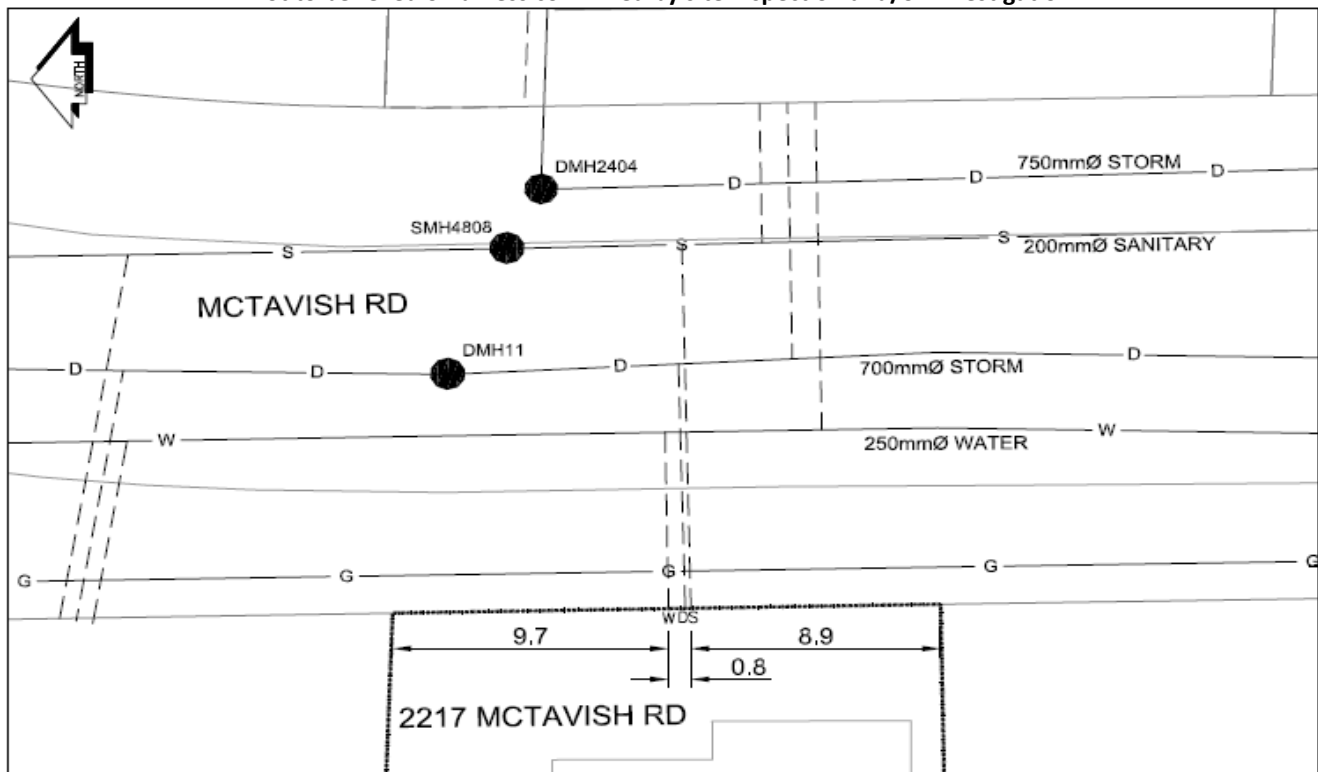 NORTH
DMH2404
750mmØ STORM
D D D
SMH4808
S S S
200mmØ SANITARY
MCTAVISH RD
DMH11
D D D D
700mmØ STORM
W W
250mmØ WATER
G G G G G
W D S
9.7 8.9
0.8
2217 MCTAVISH RD